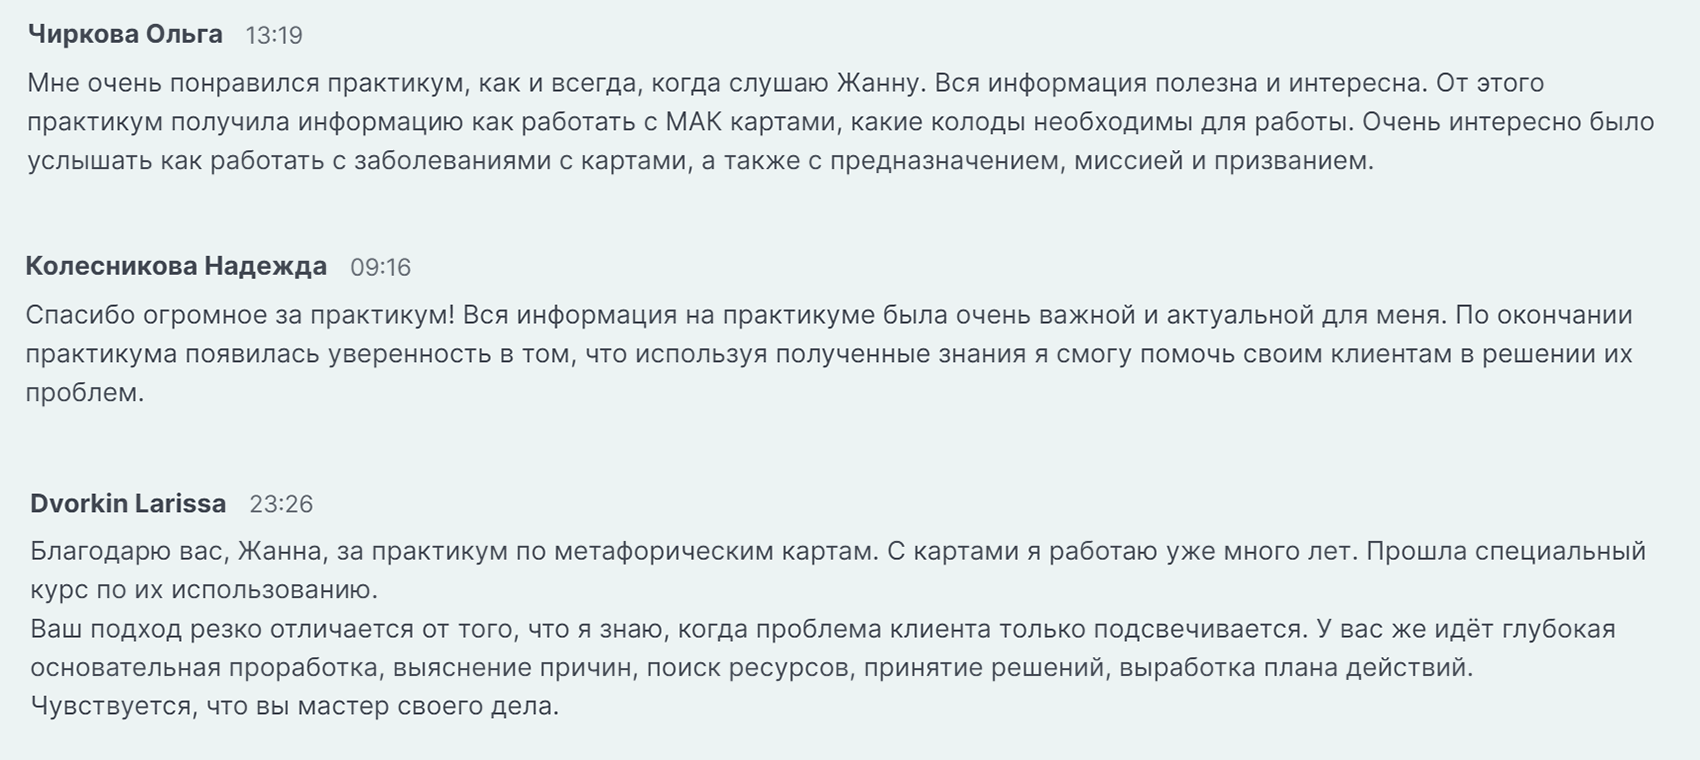 Чиркова Ольга 13:19
Мне очень понравился практикум, как и всегда, когда слушаю Жанну. Вся информация полезна и интересна. От этого
практикум получила информацию как работать с МАК картами, какие колоды необходимы для работы. Очень интересно было
услышать как работать с заболеваниями с картами, а также с предназначением, миссией и призванием.
Колесникова Надежда 09:16
Спасибо огромное за практикум! Вся информация на практикуме была очень важной и актуальной для меня. По окончании
практикума появилась уверенность в том, что используя полученные знания я смогу помочь своим клиентам в решении их
проблем.
Dvorkin Larissa 23:26
Благодарю вас, Жанна, за практикум по метафорическим картам. С картами я работаю уже много лет. Прошла специальный
курс по их использованию.
Ваш подход резко отличается от того, что я знаю, когда проблема клиента только подсвечивается. У вас же идёт глубокая
основательная проработка, выяснение причин, поиск ресурсов, принятие решений, выработка плана действий.
Чувствуется, что вы мастер своего дела.